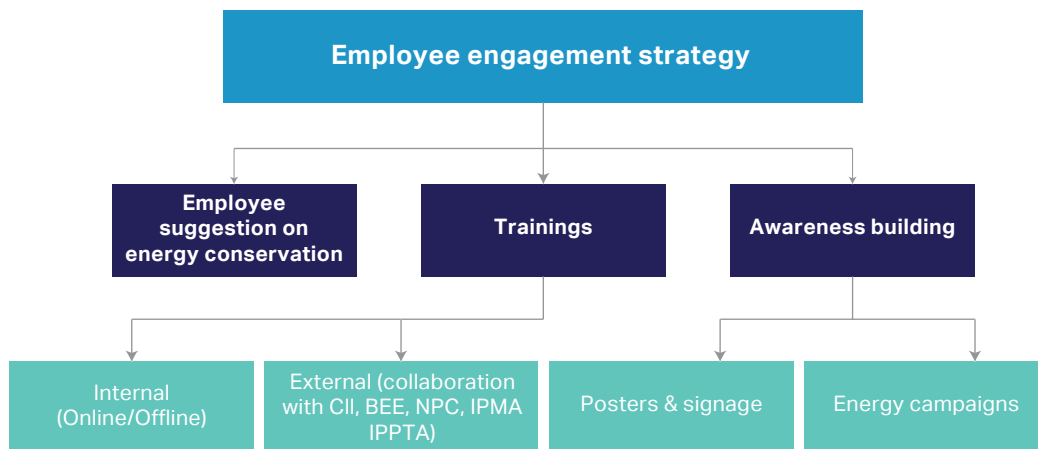 Employee engagement strategy
Employee
suggestion on
energy conservation
Trainings
Awareness building
Internal
(Online/Offline)
External (collaboration
with CII, BEE, NPC, IPMA
IPPTA)
Posters & signage
Energy campaigns